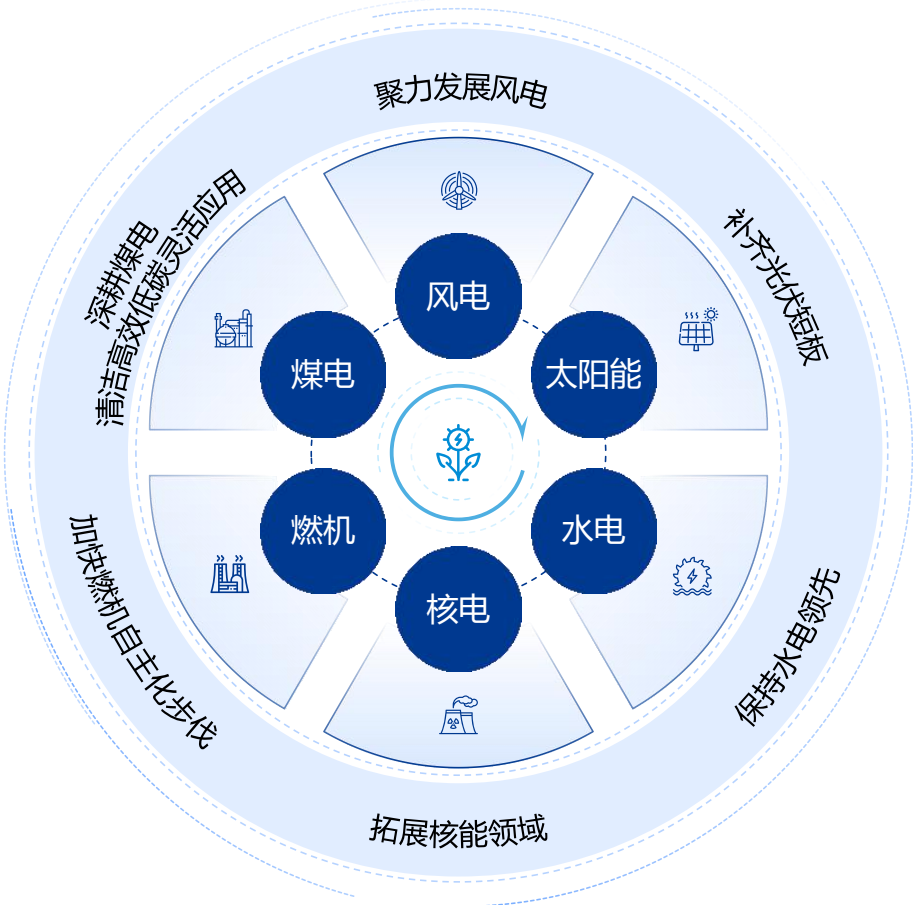 聚力发展风电
补齐光伏短板
保持水电领先
拓展核能领域
加快燃机自主化步伐
深耕煤电
清洁高效低碳灵活应用
风电
太阳能
水电
核电
燃机
煤电